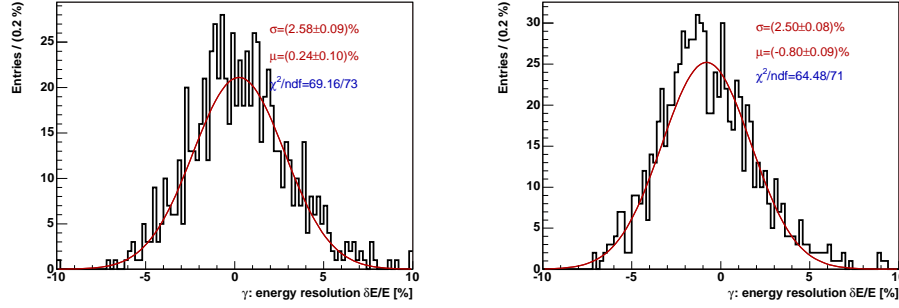 Entries / (0.2 %)
25
20
15
10
5
0
-10
-5
0
5
10
σ=(2.58±0.09)%
μ=(0.24±0.10)%
χ²/ndf=69.16/73
γ: energy resolution δE/E [%]
Entries / (0.2 %)
30
25
20
15
10
5
0
-10
-5
0
5
10
σ=(2.50±0.08)%
μ=(-0.80±0.09)%
χ²/ndf=64.48/71
γ: energy resolution δE/E [%]